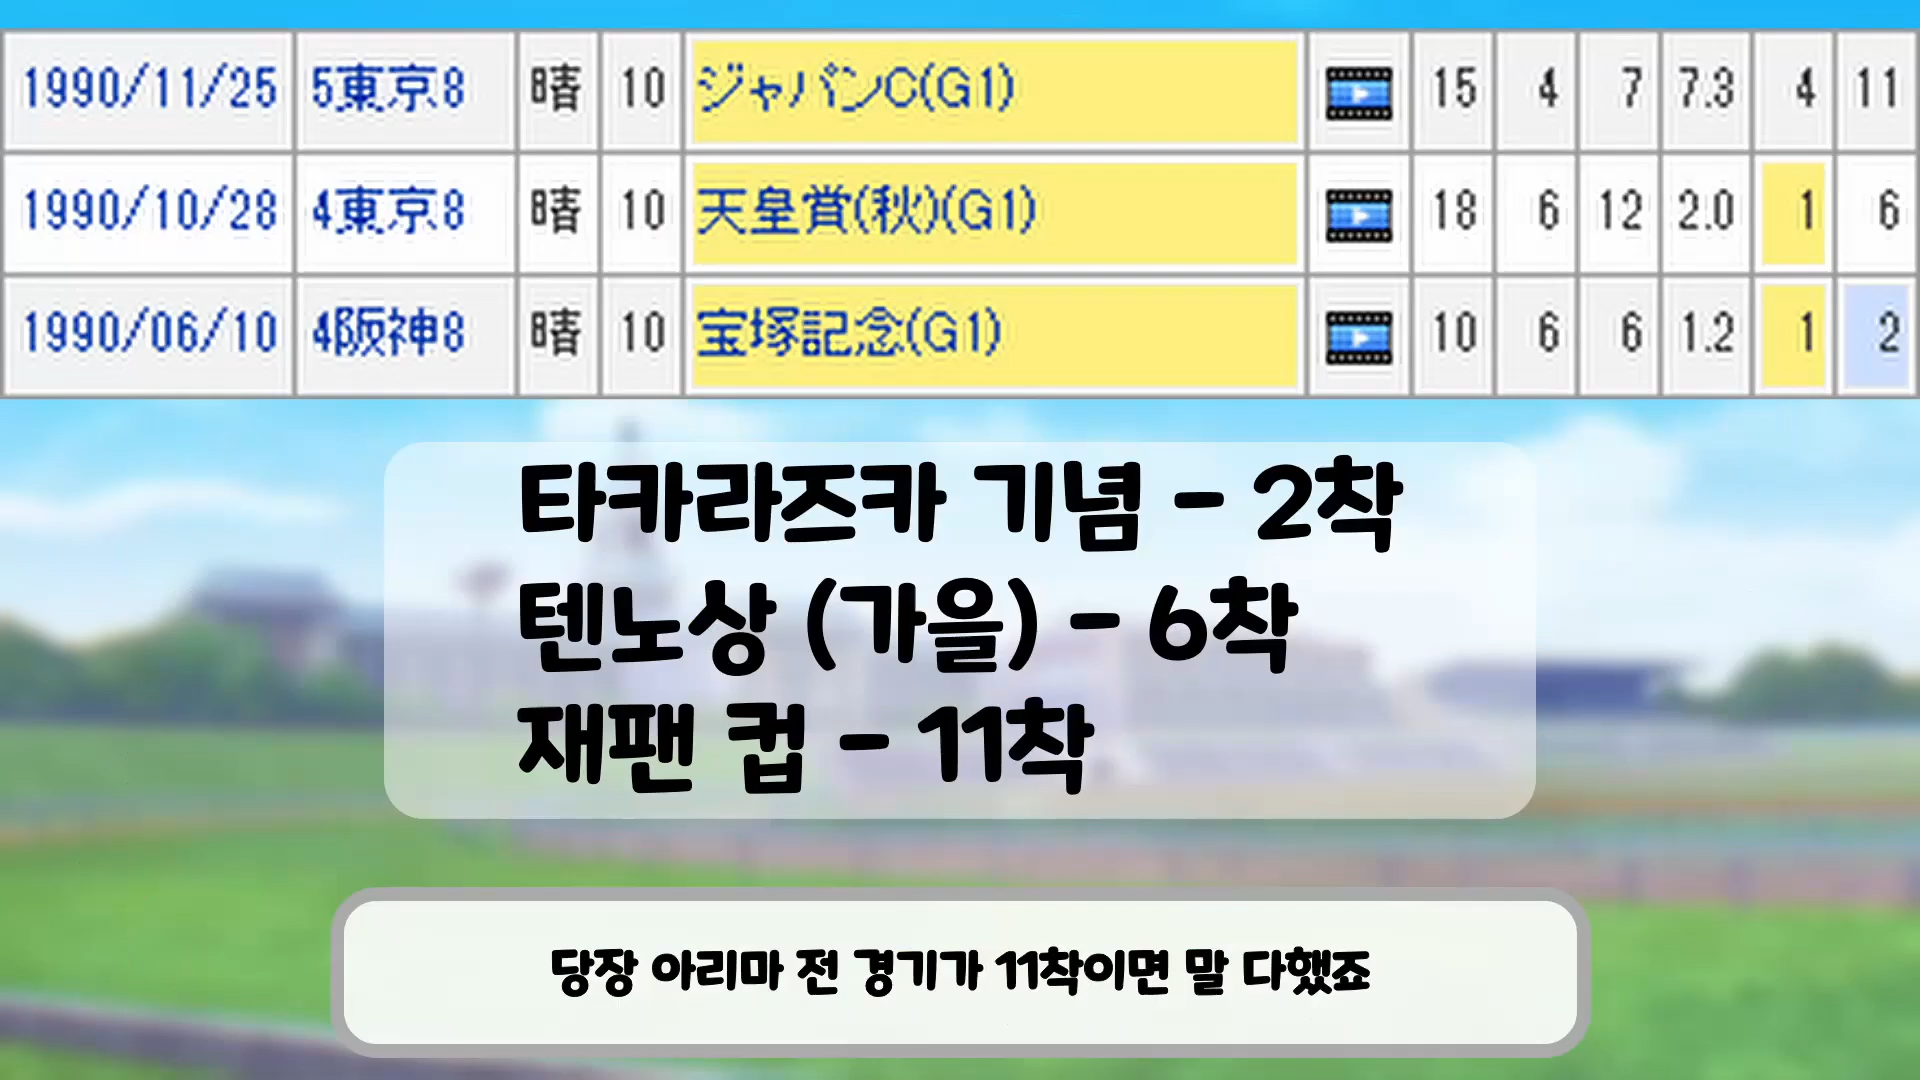 1990/11/25 5東京8 晴 10 ジャパンC(G1) 15 4 7 7.3 4 11
1990/10/28 4東京8 晴 10 天皇賞(秋)(G1) 18 6 12 2.0 1 6
1990/06/10 4阪神8 晴 10 宝塚記念(G1) 10 6 6 1.2 1 2
타카라즈카 기념 - 2착
텐노상 (가을) - 6착
재팬 컵 - 11착
당장 아리마 전 경기가 11착이면 말 다했죠